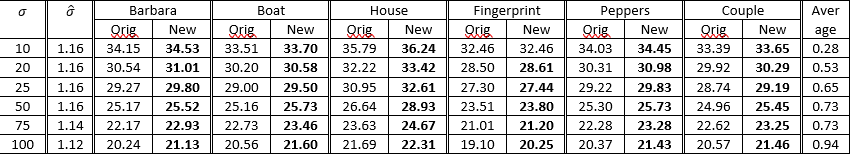 σ σ̂ Barbara Boat House Fingerprint Peppers Couple Aver
Orig New Orig New Orig New Orig New Orig New Orig New age
10 1.16 34.15 34.53 33.51 33.70 35.79 36.24 32.46 32.46 34.03 34.45 33.39 33.65 0.28
20 1.16 30.54 31.01 30.20 30.58 32.22 33.42 28.50 28.61 30.31 30.98 29.92 30.29 0.53
25 1.16 29.27 29.80 29.00 29.50 30.95 32.61 27.30 27.44 29.22 29.83 28.74 29.19 0.65
50 1.16 25.17 25.52 25.16 25.73 26.64 28.93 23.51 23.80 25.30 25.73 24.96 25.45 0.73
75 1.14 22.17 22.93 22.73 23.46 23.63 24.67 21.01 21.20 22.28 23.28 22.62 23.25 0.73
100 1.12 20.24 21.13 20.56 21.60 21.69 22.31 19.10 20.25 20.37 21.43 20.57 21.46 0.94